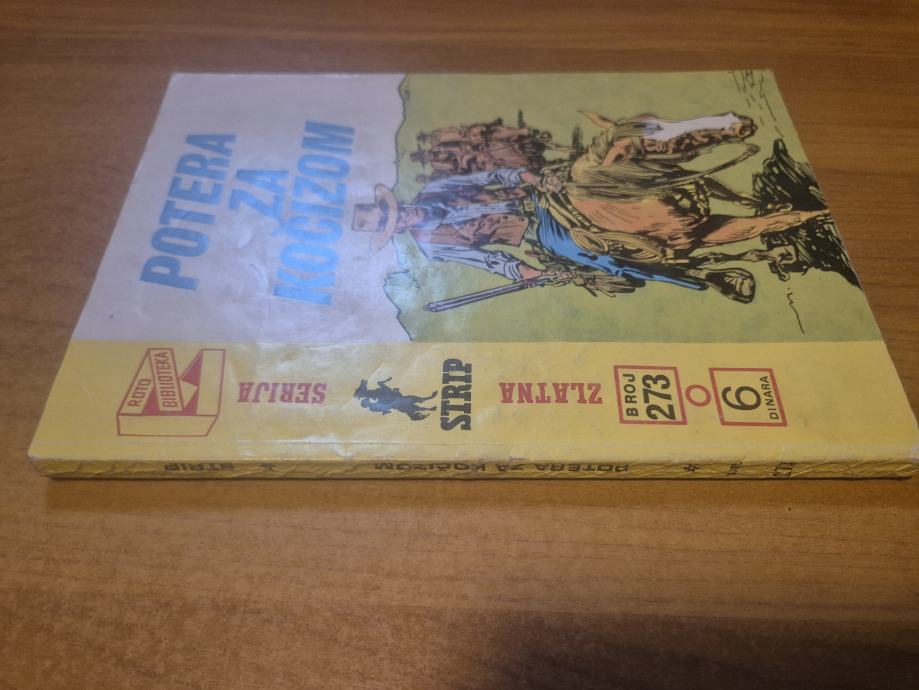 POTERA
ZA
KOČIZOM
ROTO
BIBLIOTEKA
SERIJA
STRIP
ZLATNA
BROJ
273
6
DINARA
STRIP * POTERA ZA KOČIZOM *